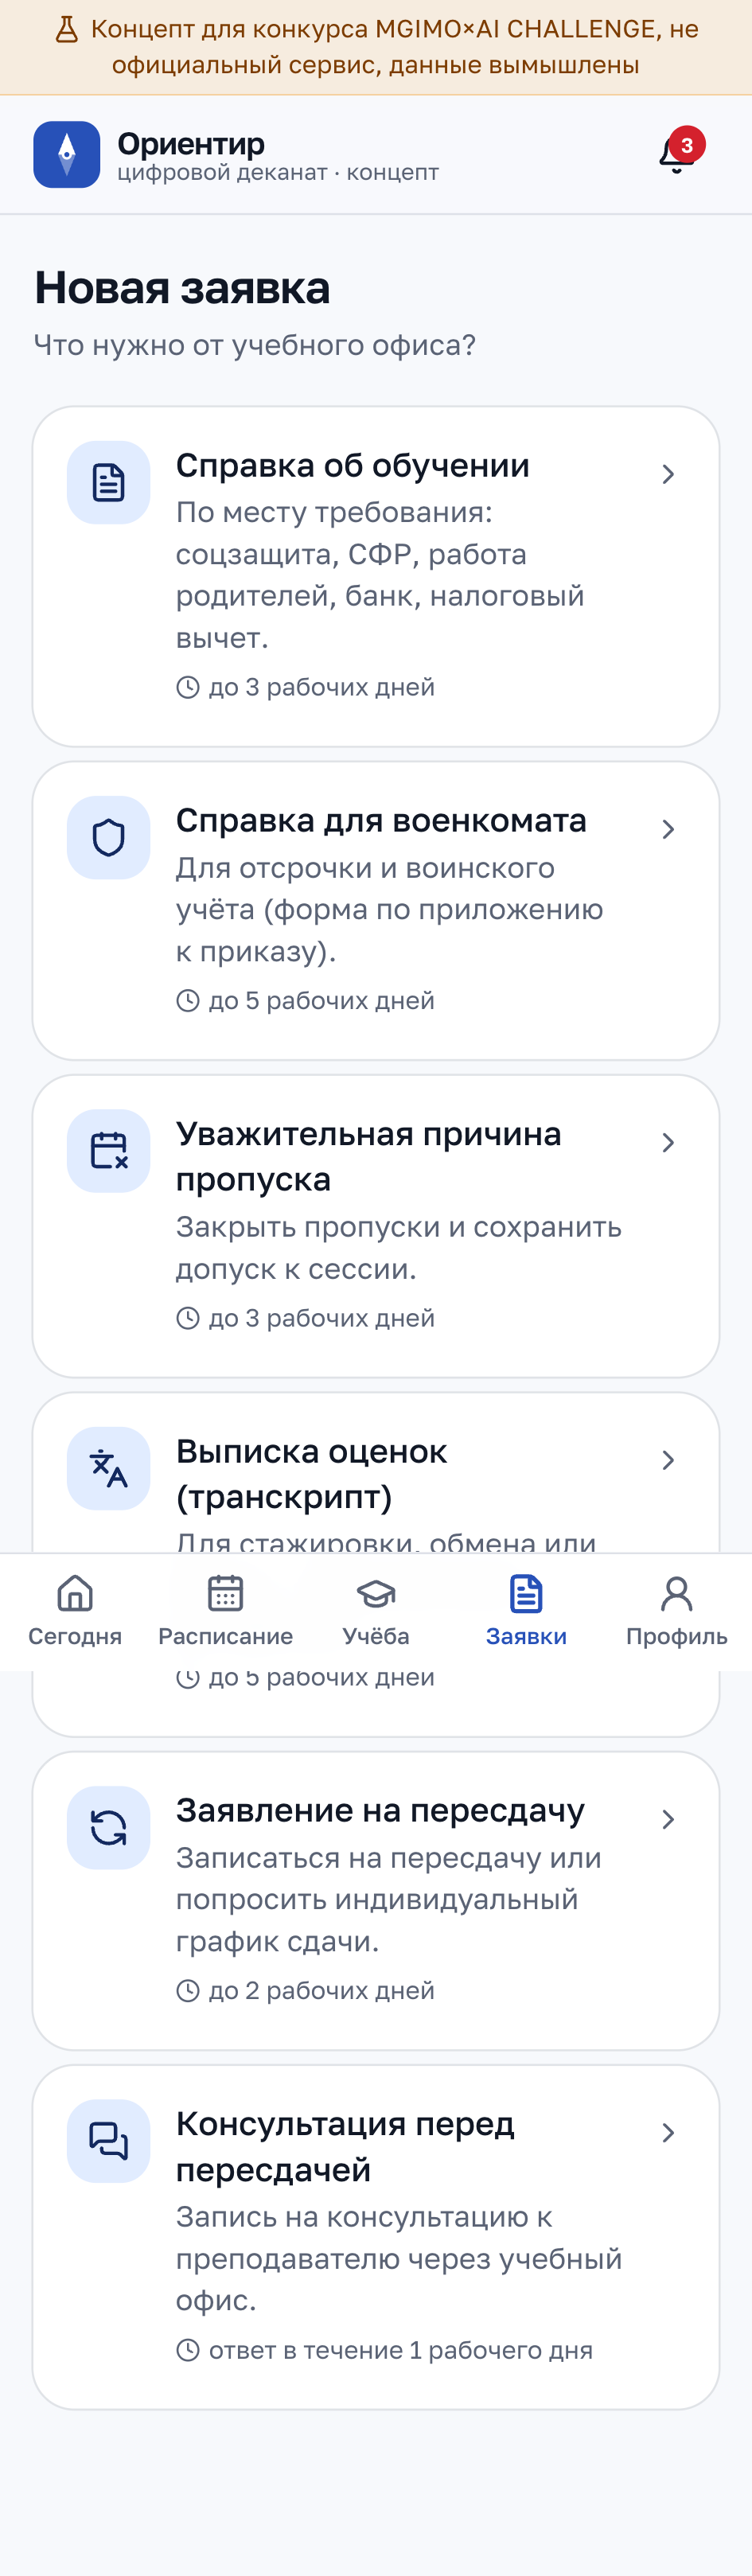 Концепт для конкурса MGIMO×AI CHALLENGE, не
официальный сервис, данные вымышлены
Ориентир
цифровой деканат · концепт
3
Новая заявка
Что нужно от учебного офиса?
Справка об обучении
По месту требования:
соцзащита, СФР, работа
родителей, банк, налоговый
вычет.
до 3 рабочих дней
Справка для военкомата
Для отсрочки и воинского
учёта (форма по приложению
к приказу).
до 5 рабочих дней
Уважительная причина
пропуска
Закрыть пропуски и сохранить
допуск к сессии.
до 3 рабочих дней
Выписка оценок
(транскрипт)
Для стажировки, обмена или
Сегодня
Расписание
Учёба
Заявки
Профиль
до 5 рабочих дней
Заявление на пересдачу
Записаться на пересдачу или
попросить индивидуальный
график сдачи.
до 2 рабочих дней
Консультация перед
пересдачей
Запись на консультацию к
преподавателю через учебный
офис.
ответ в течение 1 рабочего дня